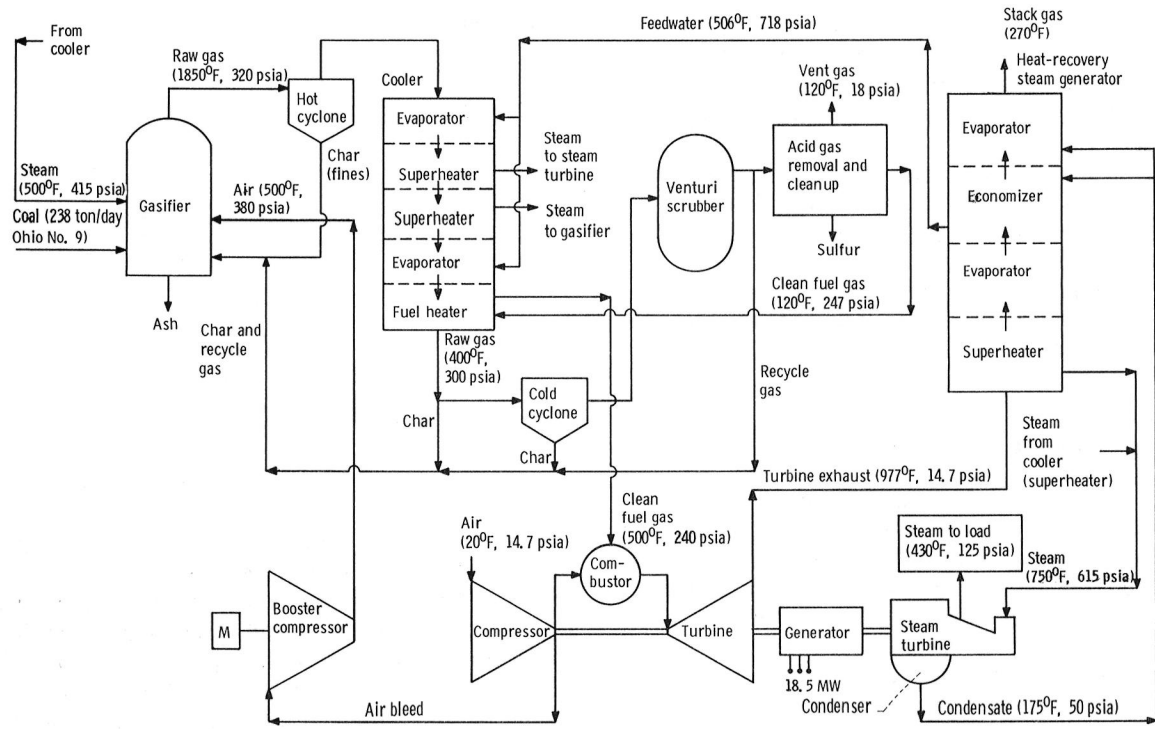 From
cooler
Raw gas
(1850°F, 320 psia)
Hot
cyclone
Char
(fines)
Steam
(500°F, 415 psia)
Coal (238 ton/day
Ohio No. 9)
Gasifier
Air (500°F,
380 psia)
Ash
Char and
recycle
gas
Feedwater (506°F, 718 psia)
Cooler
Evaporator
Superheater
Superheater
Evaporator
Fuel heater
Steam
to steam
turbine
Steam
to gasifier
Raw gas
(400°F,
300 psia)
Char
Cold
cyclone
Char
Venturi
scrubber
Vent gas
(120°F, 18 psia)
Acid gas
removal and
cleanup
Sulfur
Clean fuel gas
(120°F, 247 psia)
Recycle
gas
Stack gas
(270°F)
Heat-recovery
steam generator
Evaporator
Economizer
Evaporator
Superheater
Steam
from
cooler
(superheater)
Turbine exhaust (977°F, 14.7 psia)
Clean
fuel gas
(500°F, 240 psia)
Air
(20°F, 14.7 psia)
Com-
bustor
Steam to load
(430°F, 125 psia)
Steam
(750°F, 615 psia)
M
Booster
compressor
Compressor
Turbine
Generator
Steam
turbine
18.5 MW
Condenser
Air bleed
Condensate (175°F, 50 psia)